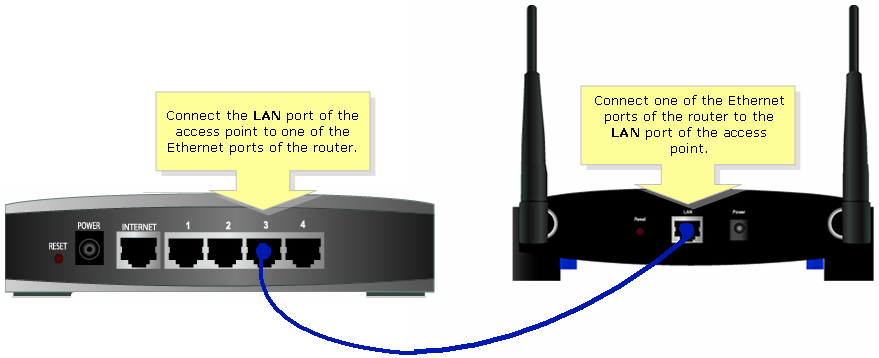 Connect the LAN port of the
access point to one of the
Ethernet ports of the router.
Connect one of the Ethernet
ports of the router to the
LAN port of the access
point.
RESET
POWER
INTERNET
1
2
3
4
Reset
LAN
Power